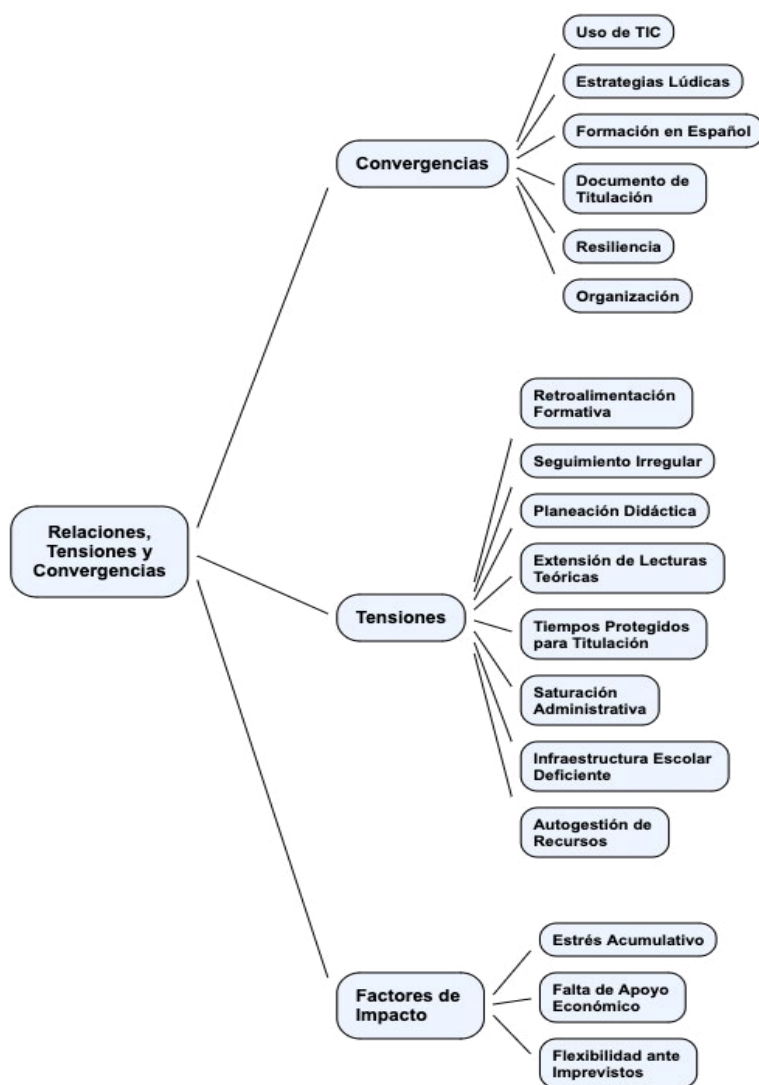 Relaciones,
Tensiones y
Convergencias
Convergencias
Uso de TIC
Estrategias Lúdicas
Formación en Español
Documento de
Titulación
Resiliencia
Organización
Tensiones
Retroalimentación
Formativa
Seguimiento Irregular
Planeación Didáctica
Extensión de Lecturas
Teóricas
Tiempos Protegidos
para Titulación
Saturación
Administrativa
Infraestructura Escolar
Deficiente
Autogestión de
Recursos
Factores de
Impacto
Estrés Acumulativo
Falta de Apoyo
Económico
Flexibilidad ante
Imprevistos